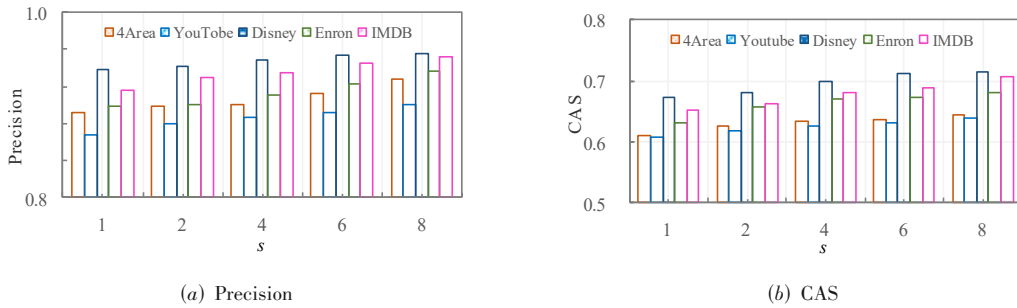 1.0
4Area YouTobe Disney Enron IMDB
Precision
0.8
1 2 4 6 8
s
(a) Precision
0.8
4Area Youtube Disney Enron IMDB
0.7
CAS
0.6
0.5
1 2 4 6 8
s
(b) CAS